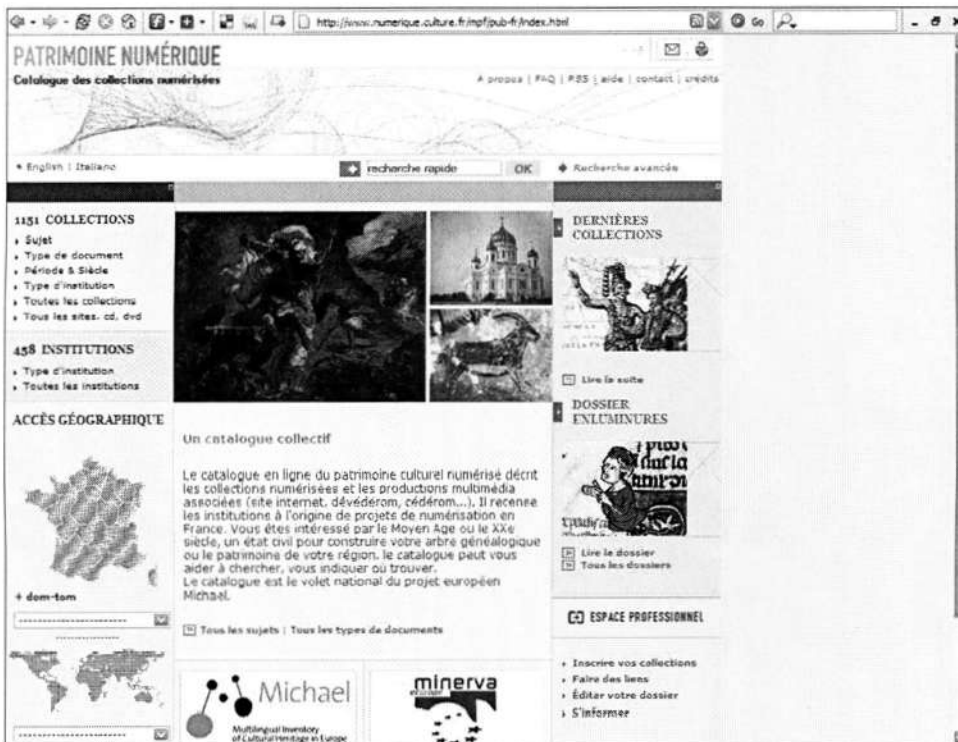 http://www.numerique.culture.fr/mpf/pub-fr/index.html
Go
PATRIMOINE NUMÉRIQUE
Catalogue des collections numérisées
A propos | FAQ | RSS | aide | contact | crédits
English | Italiano
recherche rapide
OK
Recherche avancée
1151 COLLECTIONS
Sujet
Type de document
Période & Siècle
Type d'institution
Toutes les collections
Tous les sites, cd, dvd
458 INSTITUTIONS
Type d'institution
Toutes les institutions
ACCÈS GÉOGRAPHIQUE
+ dom-tom
Un catalogue collectif
Le catalogue en ligne du patrimoine culturel numérisé décrit
les collections numérisées et les productions multimédia
associées (site internet, dévéderom, cédérom...). Il recense
les institutions à l'origine de projets de numérisation en
France. Vous êtes intéressé par le Moyen Age ou le XXe
siècle, un état civil pour construire votre arbre généalogique
ou le patrimoine de votre région, le catalogue peut vous
aider à chercher, vous indiquer où trouver.
Le catalogue est le volet national du projet européen
Michael.
Tous les sujets | Tous les types de documents
Michael
Multilingual Inventory
of Cultural Heritage in Europe
minerva
europe
DERNIÈRES
COLLECTIONS
Lire la suite
DOSSIER
ENLUMINURES
Lire le dossier
Tous les dossiers
ESPACE PROFESSIONNEL
Inscrire vos collections
Faire des liens
Éditer votre dossier
S'informer